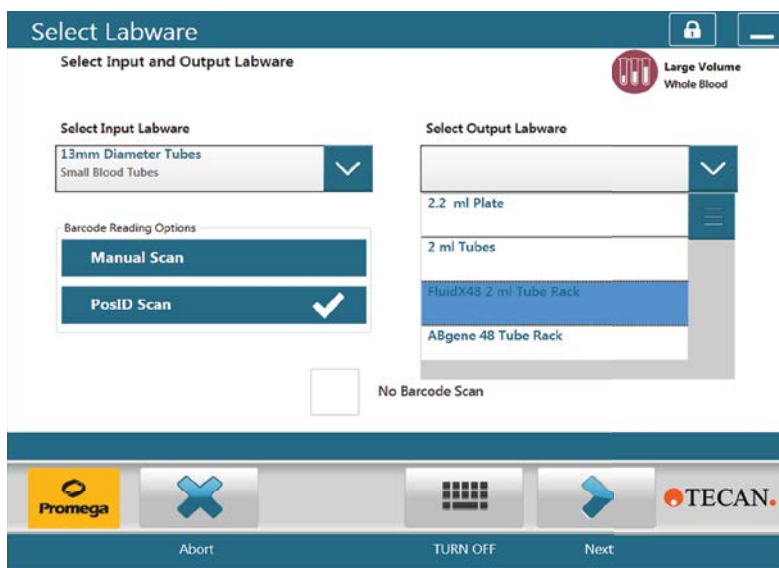 Select Labware
Select Input and Output Labware
Large Volume
Whole Blood
Select Input Labware
13mm Diameter Tubes
Small Blood Tubes
Barcode Reading Options
Manual Scan
PosID Scan
Select Output Labware
2.2 ml Plate
2 ml Tubes
FluidX48 2 ml Tube Rack
ABgene 48 Tube Rack
No Barcode Scan
Promega
TECAN.
Abort
TURN OFF
Next